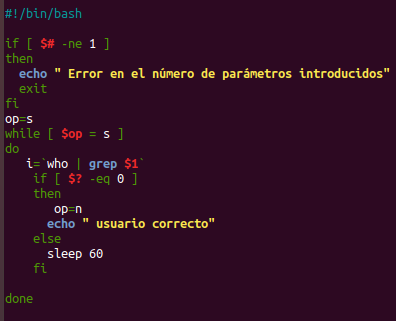 #!/bin/bash
if [ $# -ne 1 ]
then
echo " Error en el número de parámetros introducidos"
exit
fi
op=s
while [ $op = s ]
do
i=`who | grep $1`
if [ $? -eq 0 ]
then
op=n
echo " usuario correcto"
else
sleep 60
fi
done